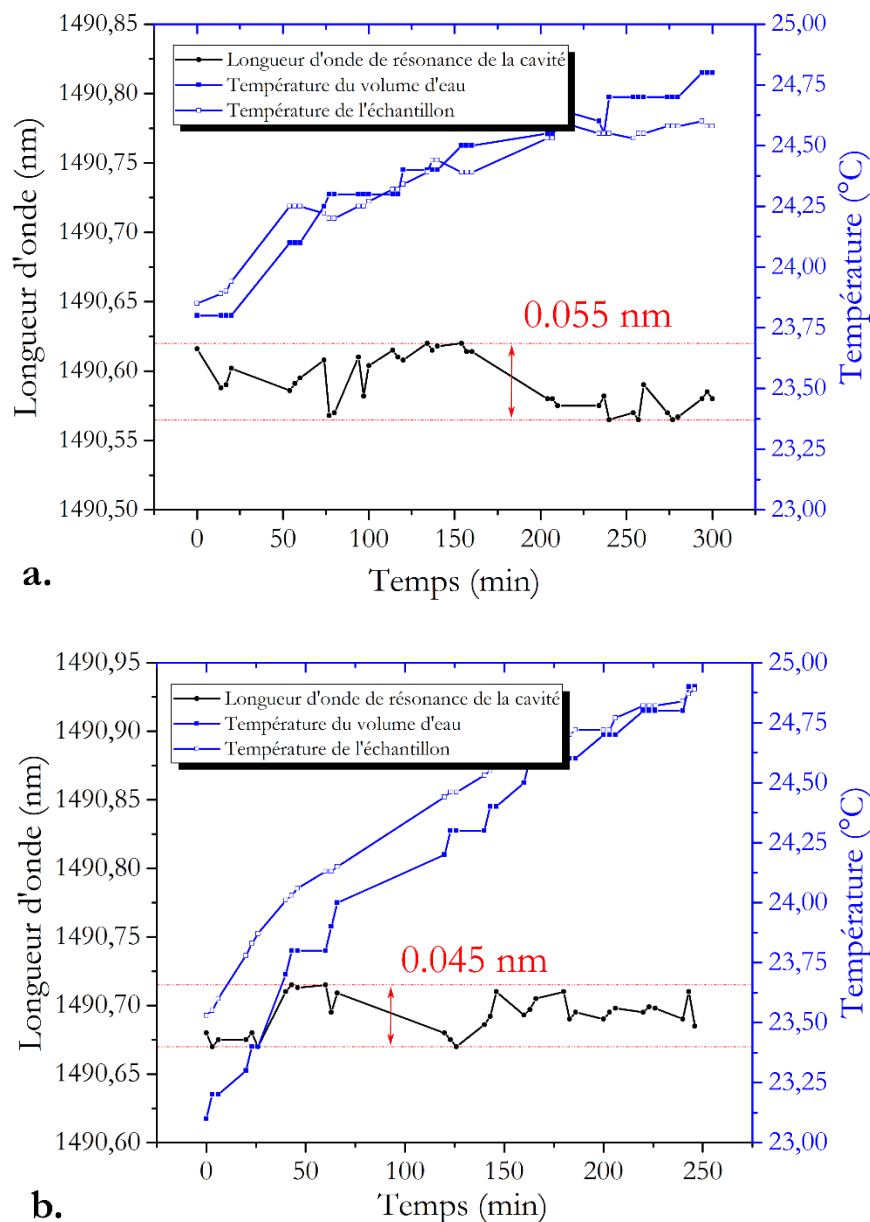 1490,85
1490,80
1490,75
1490,70
1490,65
1490,60
1490,55
1490,50
Longueur d'onde (nm)
Longueur d'onde de résonance de la cavité
Température du volume d'eau
Température de l'échantillon
0.055 nm
25,00
24,75
24,50
24,25
24,00
23,75
23,50
23,25
23,00
Température (°C)
0 50 100 150 200 250 300
Temps (min)
a.
1490,95
1490,90
1490,85
1490,80
1490,75
1490,70
1490,65
1490,60
Longueur d'onde (nm)
Longueur d'onde de résonance de la cavité
Température du volume d'eau
Température de l'échantillon
0.045 nm
25,00
24,75
24,50
24,25
24,00
23,75
23,50
23,25
23,00
Température (°C)
0 50 100 150 200 250
Temps (min)
b.